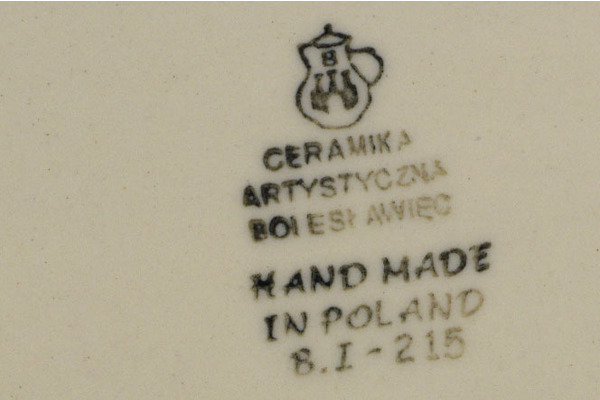 B
CERAMIKA
ARTYSTYCZNA
BOLESŁAWIEC
HAND MADE
IN POLAND
8.I-215